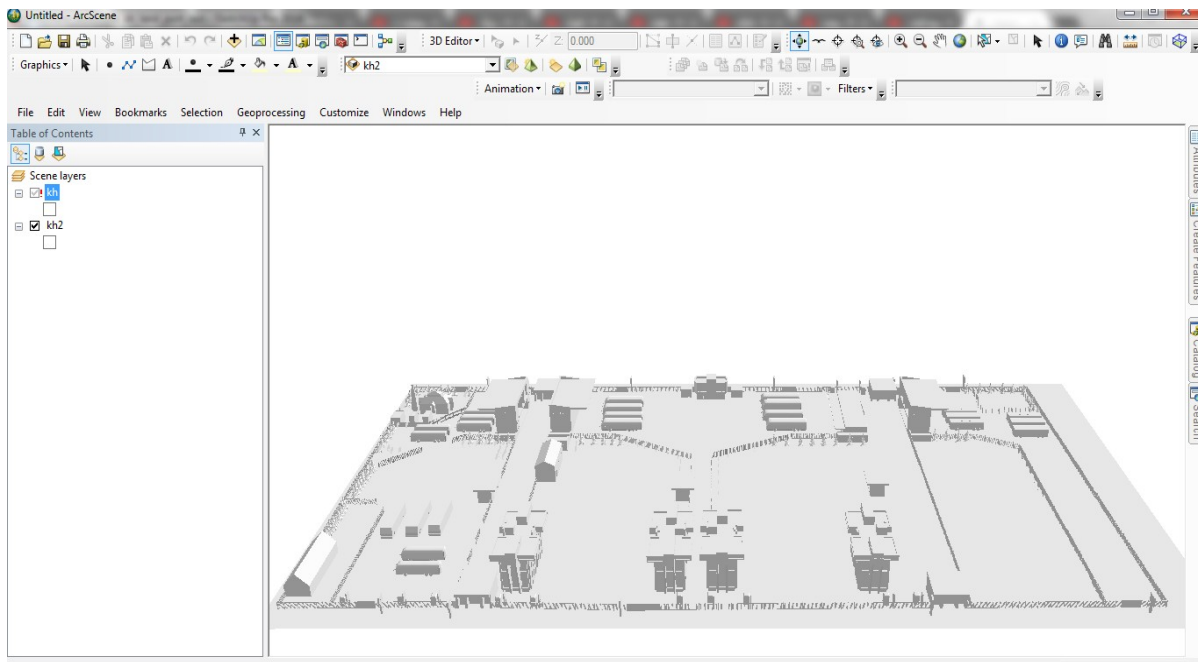 Untitled - ArcScene
3D Editor
Z: 0.000
Graphics
A
A
kh2
Animation
Filters
File Edit View Bookmarks Selection Geoprocessing Customize Windows Help
Table of Contents
Scene layers
kh
kh2
Attributes
Create Features
Catalog
Search